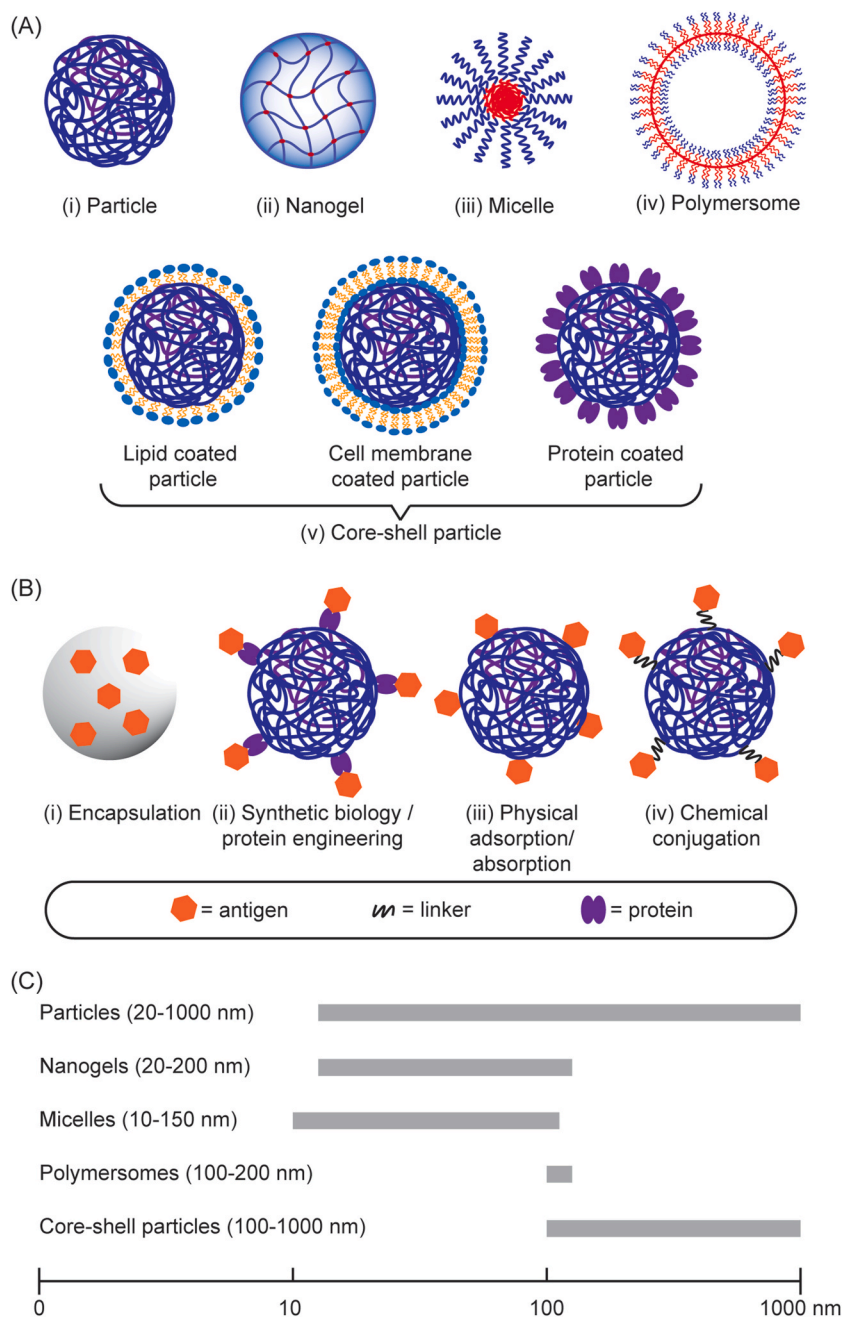 (A)
(i) Particle
(ii) Nanogel
(iii) Micelle
(iv) Polymersome
Lipid coated
particle
Cell membrane
coated particle
Protein coated
particle
(v) Core-shell particle
(B)
(i) Encapsulation
(ii) Synthetic biology /
protein engineering
(iii) Physical
adsorption/
absorption
(iv) Chemical
conjugation
= antigen
= linker
= protein
(C)
Particles (20-1000 nm)
Nanogels (20-200 nm)
Micelles (10-150 nm)
Polymersomes (100-200 nm)
Core-shell particles (100-1000 nm)
0 10 100 1000 nm